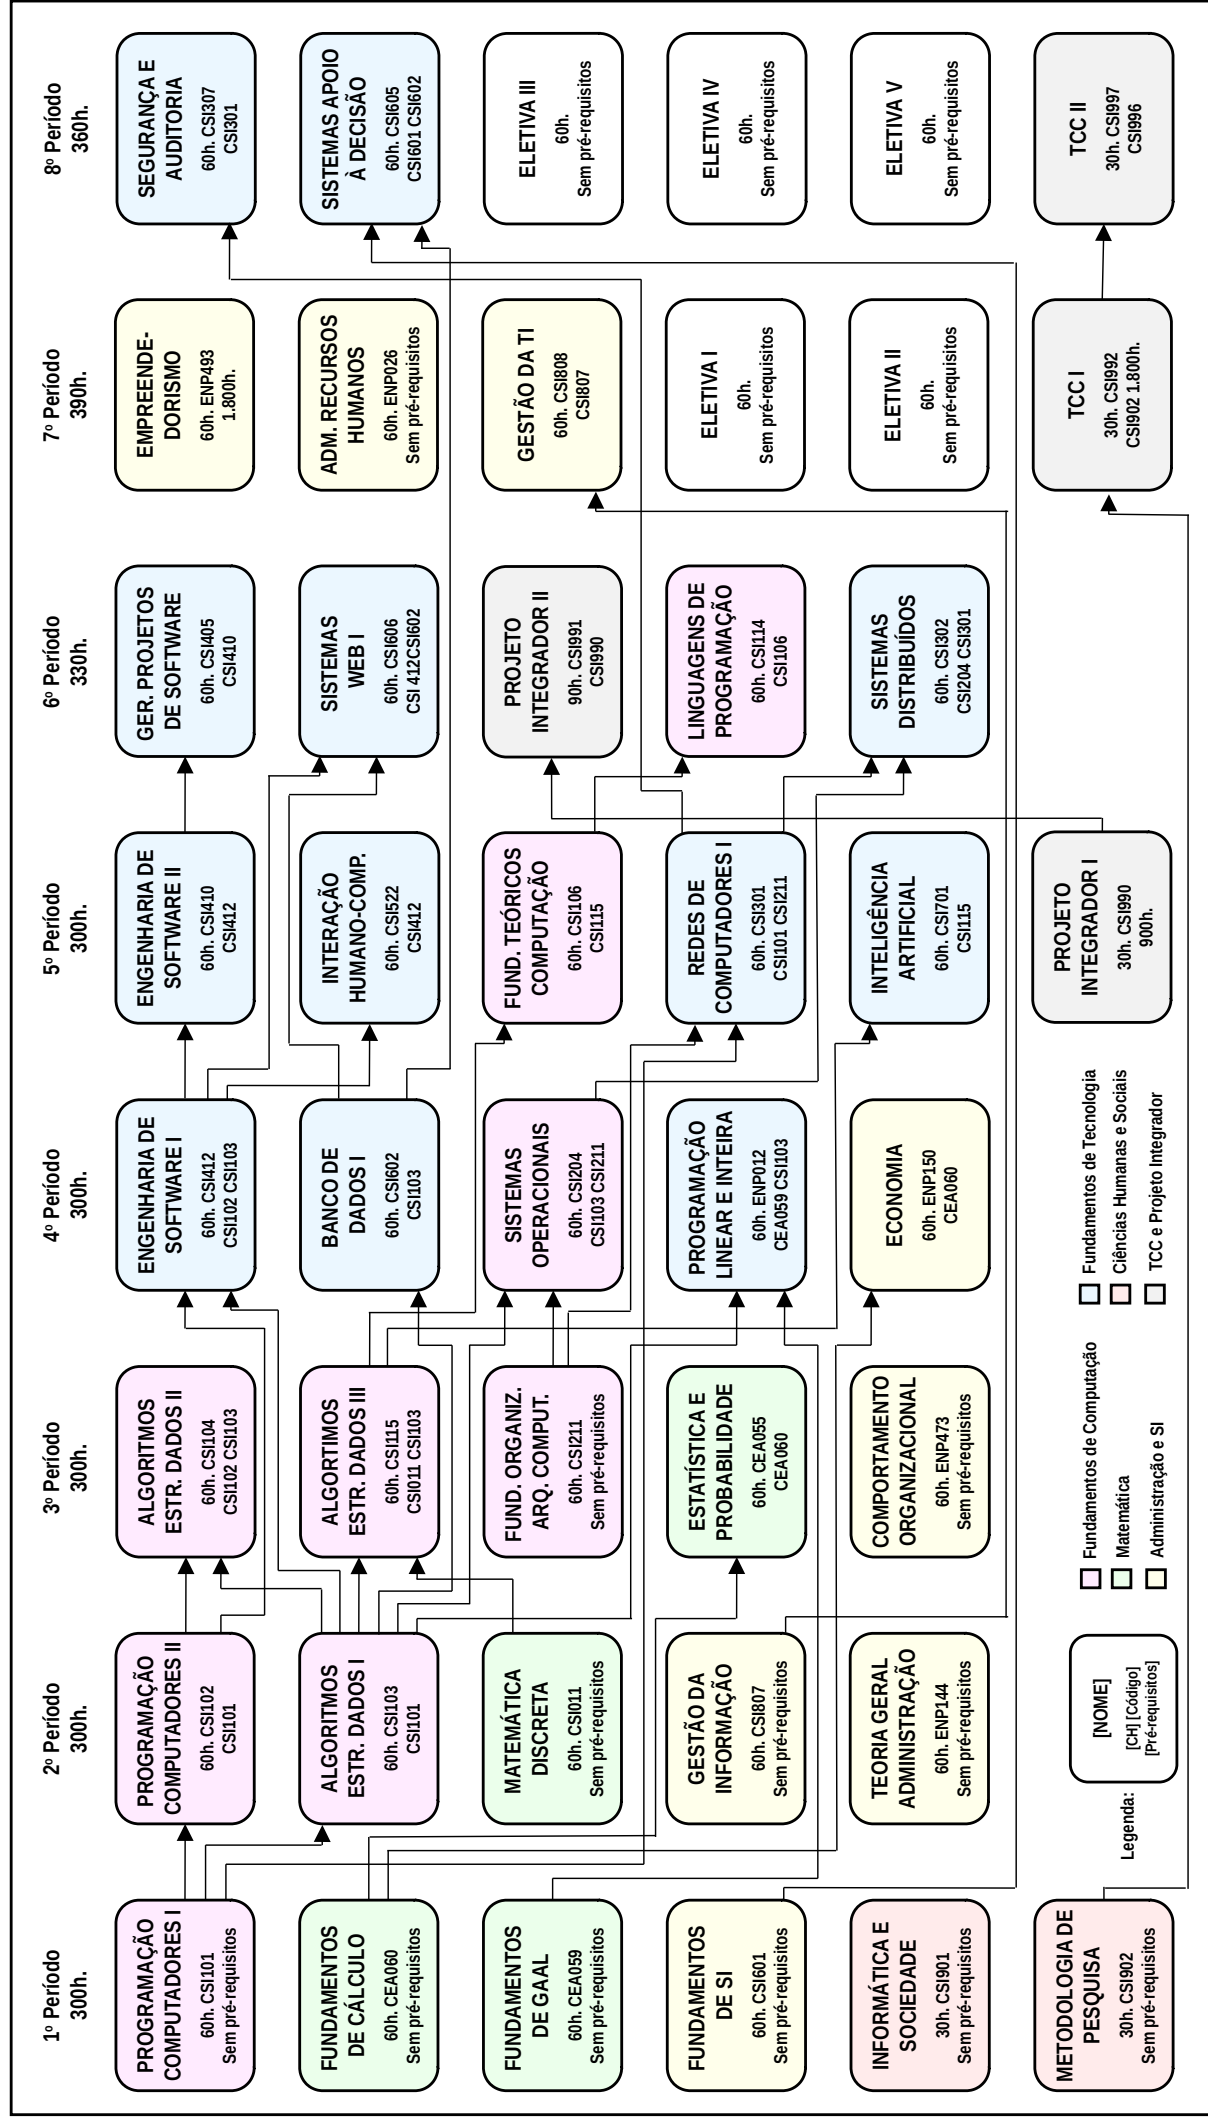 1º Período
300h.
PROGRAMAÇÃO
COMPUTADORES I
60h. CSI101
Sem pré-requisitos
FUNDAMENTOS
DE CÁLCULO
60h. CEA060
Sem pré-requisitos
FUNDAMENTOS
DE GAAL
60h. CEA059
Sem pré-requisitos
FUNDAMENTOS
DE SI
60h. CSI601
Sem pré-requisitos
INFORMÁTICA E
SOCIEDADE
30h. CSI901
Sem pré-requisitos
METODOLOGIA DE
PESQUISA
30h. CSI902
Sem pré-requisitos
2º Período
300h.
PROGRAMAÇÃO
COMPUTADORES II
60h. CSI102
CSI101
ALGORITMOS
ESTR. DADOS I
60h. CSI103
CSI101
MATEMÁTICA
DISCRETA
60h. CSI011
Sem pré-requisitos
GESTÃO DA
INFORMAÇÃO
60h. CSI807
Sem pré-requisitos
TEORIA GERAL
ADMINISTRAÇÃO
60h. ENP144
Sem pré-requisitos
3º Período
300h.
ALGORITMOS
ESTR. DADOS II
60h. CSI104
CSI102 CSI103
ALGORTIMOS
ESTR. DADOS III
60h. CSI115
CSI011 CSI103
FUND. ORGANIZ.
ARQ. COMPUT.
60h. CSI211
Sem pré-requisitos
ESTATÍSTICA E
PROBABILIDADE
60h. CEA055
CEA060
COMPORTAMENTO
ORGANIZACIONAL
60h. ENP473
Sem pré-requisitos
4º Período
300h.
ENGENHARIA DE
SOFTWARE I
60h. CSI412
CSI102 CSI103
BANCO DE
DADOS I
60h. CSI602
CSI103
SISTEMAS
OPERACIONAIS
60h. CSI204
CSI103 CSI211
PROGRAMAÇÃO
LINEAR E INTEIRA
60h. ENP012
CEA059 CSI103
ECONOMIA
60h. ENP150
CEA060
5º Período
300h.
ENGENHARIA DE
SOFTWARE II
60h. CSI410
CSI412
INTERAÇÃO
HUMANO-COMP.
60h. CSI522
CSI412
FUND. TEÓRICOS
COMPUTAÇÃO
60h. CSI106
CSI115
REDES DE
COMPUTADORES I
60h. CSI301
CSI101 CSI211
INTELIGÊNCIA
ARTIFICIAL
60h. CSI701
CSI115
PROJETO
INTEGRADOR I
30h. CSI990
900h.
6º Período
330h.
GER. PROJETOS
DE SOFTWARE
60h. CSI405
CSI410
SISTEMAS
WEB I
60h. CSI606
CSI 412CSI602
PROJETO
INTEGRADOR II
90h. CSI991
CSI990
LINGUAGENS DE
PROGRAMAÇÃO
60h. CSI114
CSI106
SISTEMAS
DISTRIBUÍDOS
60h. CSI302
CSI204 CSI301
7º Período
390h.
EMPREENDE-
DORISMO
60h. ENP493
1.800h.
ADM. RECURSOS
HUMANOS
60h. ENP026
Sem pré-requisitos
GESTÃO DA TI
60h. CSI808
CSI807
ELETIVA I
60h.
Sem pré-requisitos
ELETIVA II
60h.
Sem pré-requisitos
TCC I
30h. CSI992
CSI902 1.800h.
8º Período
360h.
SEGURANÇA E
AUDITORIA
60h. CSI307
CSI301
SISTEMAS APOIO
À DECISÃO
60h. CSI605
CSI601 CSI602
ELETIVA III
60h.
Sem pré-requisitos
ELETIVA IV
60h.
Sem pré-requisitos
ELETIVA V
60h.
Sem pré-requisitos
TCC II
30h. CSI997
CSI996
Legenda:
[NOME]
[CH] [Código]
[Pré-requisitos]
Fundamentos de Computação
Matemática
Administração e SI
Fundamentos de Tecnologia
Ciências Humanas e Sociais
TCC e Projeto Integrador